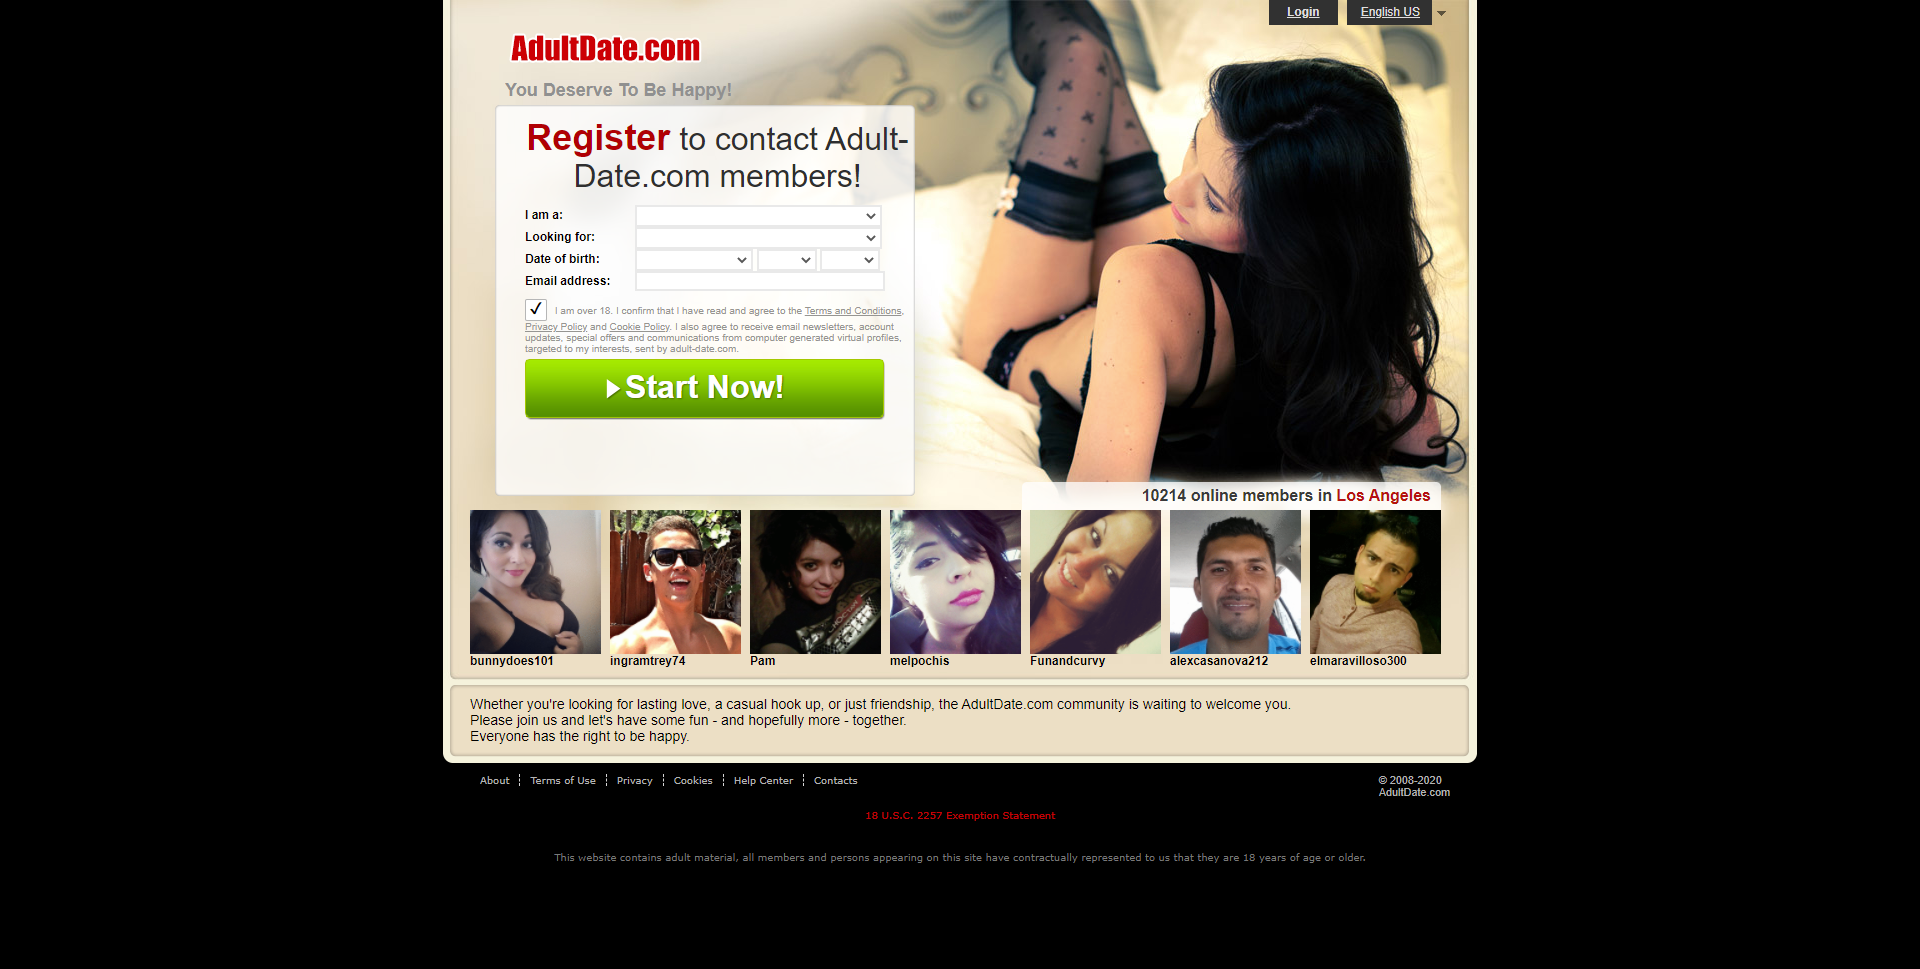 Login
English US
AdultDate.com
You Deserve To Be Happy!
Register to contact Adult-
Date.com members!
I am a:
Looking for:
Date of birth:
Email address:
I am over 18. I confirm that I have read and agree to the Terms and Conditions,
Privacy Policy and Cookie Policy. I also agree to receive email newsletters, account
updates, special offers and communications from computer generated virtual profiles,
targeted to my interests, sent by adult-date.com.
Start Now!
10214 online members in Los Angeles
bunnydoes101
ingramtrey74
Pam
melpochis
Funandcurvy
alexcasanova212
elmaravilloso300
Whether you're looking for lasting love, a casual hook up, or just friendship, the AdultDate.com community is waiting to welcome you.
Please join us and let's have some fun - and hopefully more - together.
Everyone has the right to be happy.
About
Terms of Use
Privacy
Cookies
Help Center
Contacts
© 2008-2020
AdultDate.com
18 U.S.C. 2257 Exemption Statement
This website contains adult material, all members and persons appearing on this site have contractually represented to us that they are 18 years of age or older.